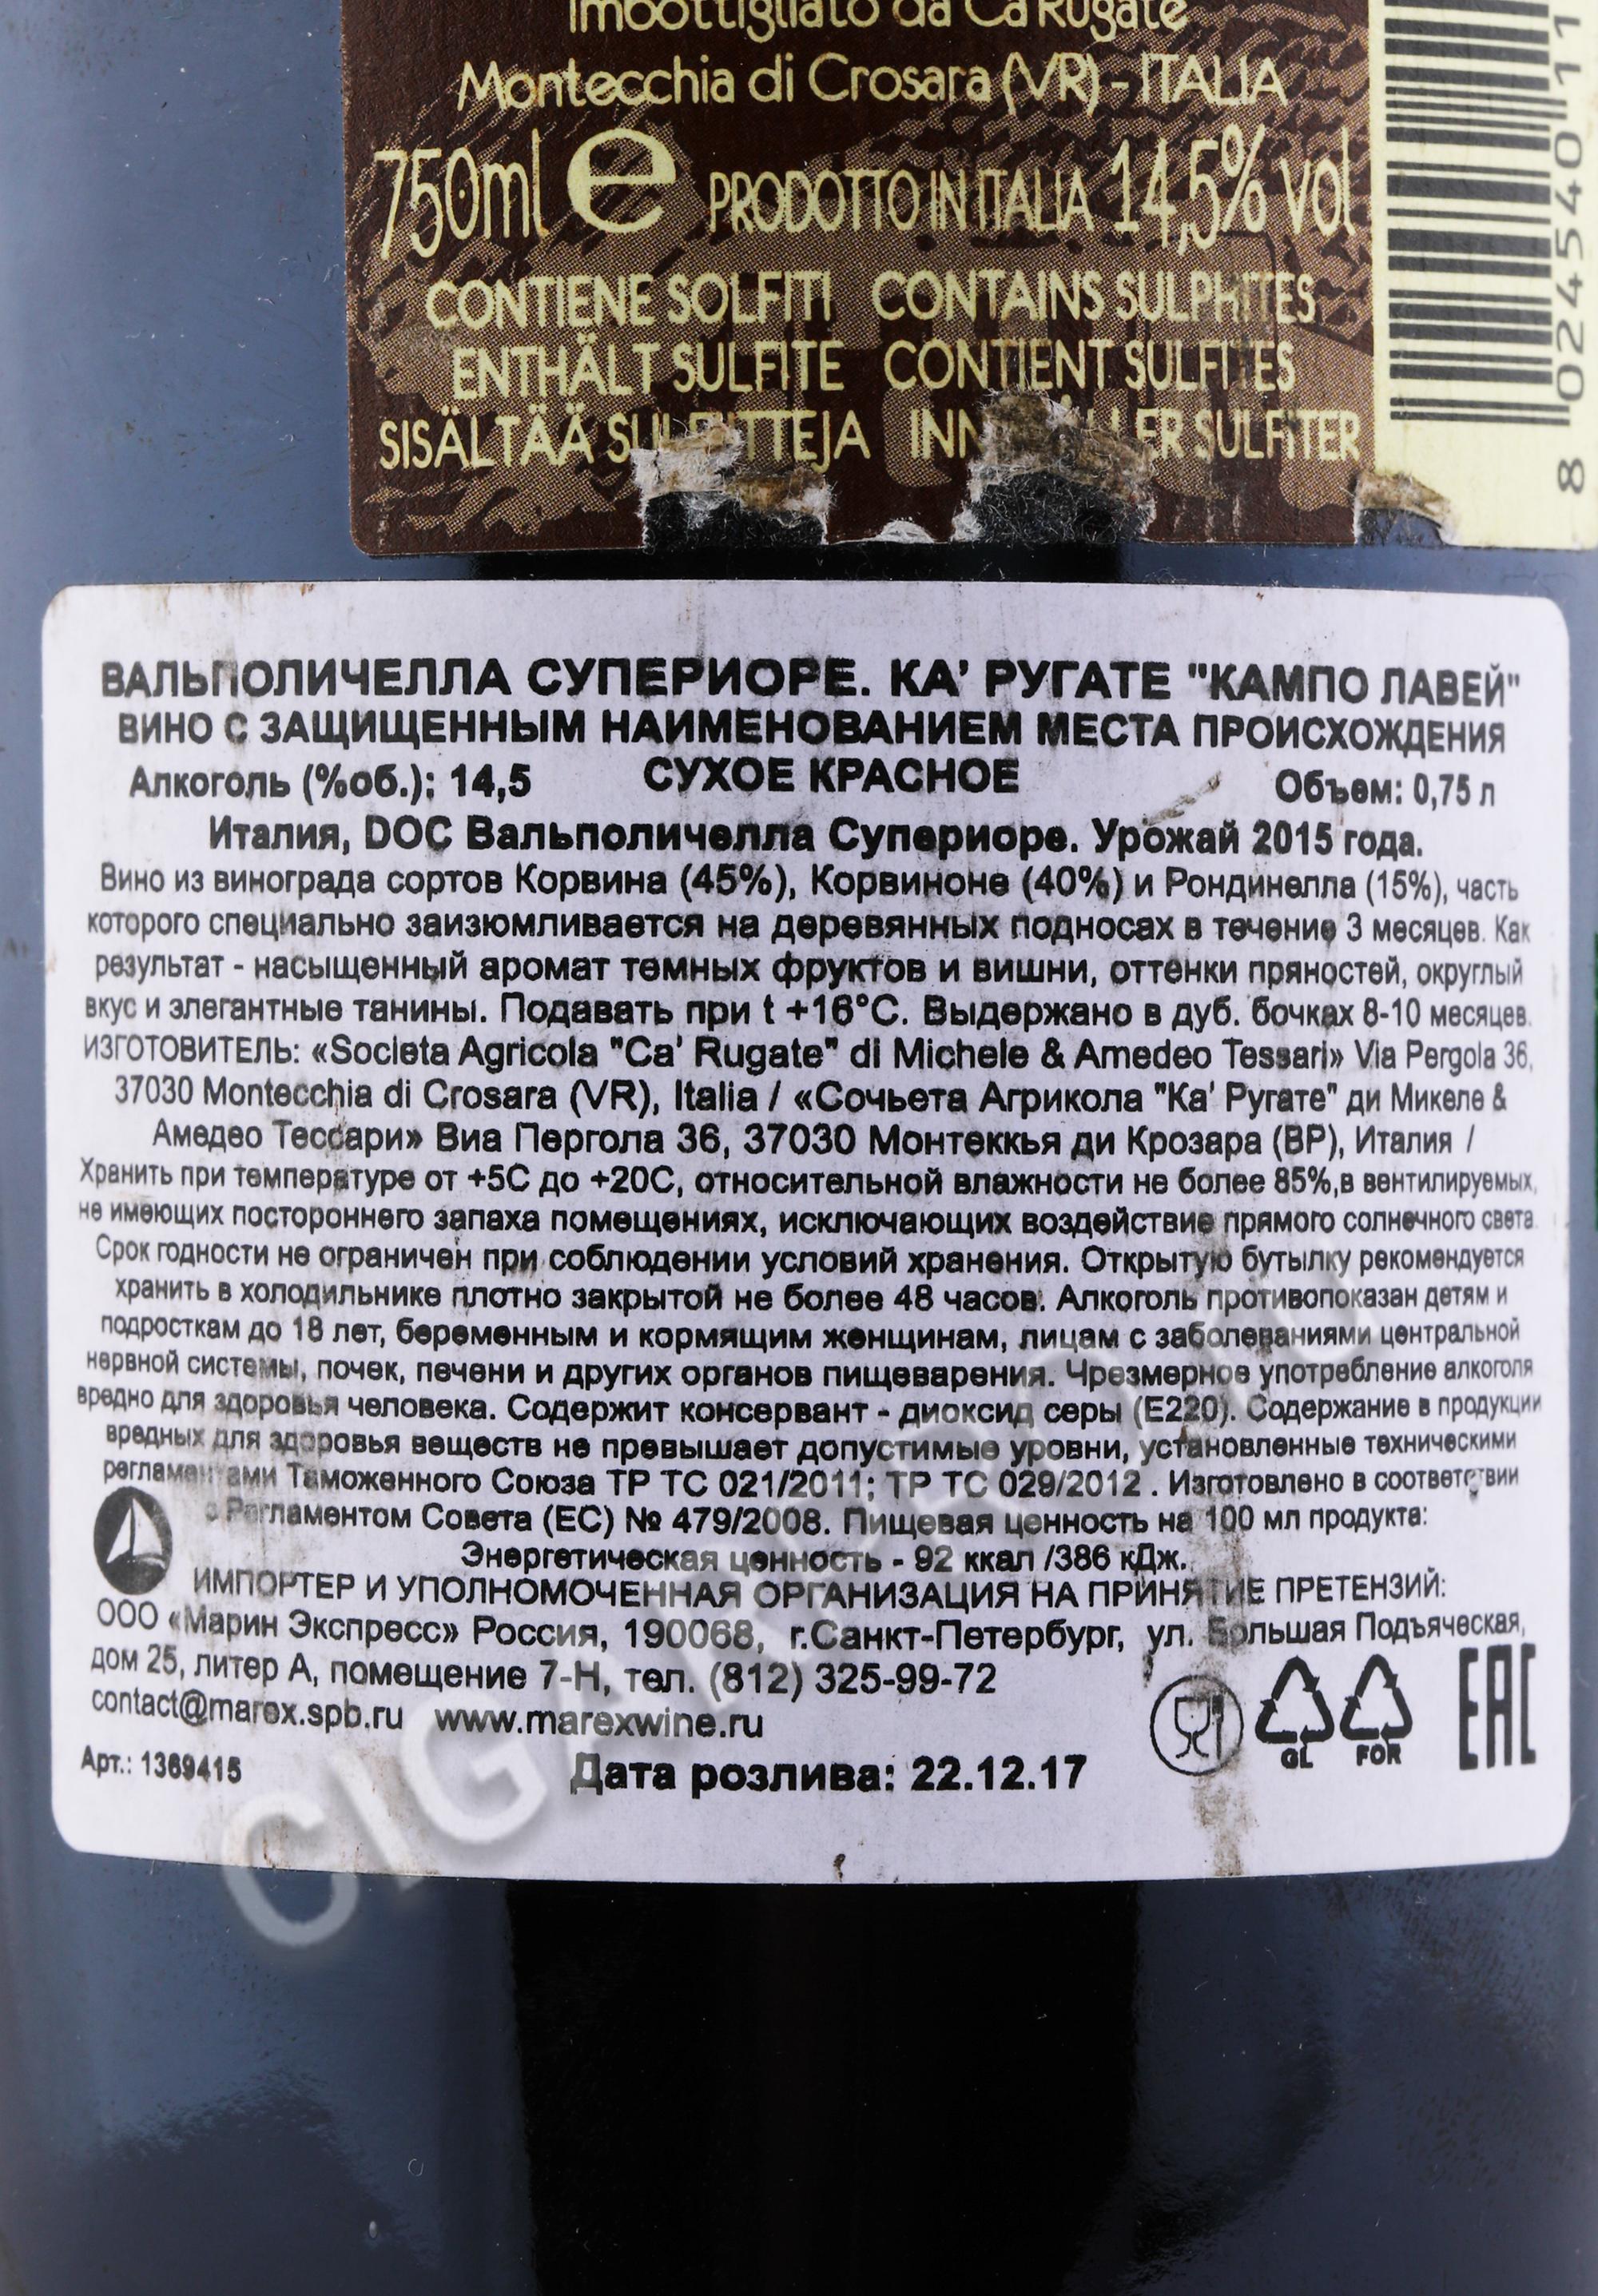 Imbottigliato da Ca'Rugate
Montecchia di Crosara (VR) - ITALIA
750ml e PRODOTTO IN ITALIA 14,5% vol
CONTIENE SOLFITI CONTAINS SULPHITES
ENTHÄLT SULFITE CONTIENT SULFITES
SISÄLTÄÄ SULFIITTEJA SULFITER
8 024540 11
ВАЛЬПОЛИЧЕЛЛА СУПЕРИОРЕ. КА' РУГАТЕ "КАМПО ЛАВЕЙ"
ВИНО С ЗАЩИЩЕННЫМ НАИМЕНОВАНИЕМ МЕСТА ПРОИСХОЖДЕНИЯ
Алкоголь (%об.): 14,5 СУХОЕ КРАСНОЕ Объем: 0,75 л
Италия, DOC Вальполичелла Супериоре. Урожай 2015 года.
Вино из винограда сортов Корвина (45%), Корвиноне (40%) и Рондинелла (15%), часть
которого специально заизюмливается на деревянных подносах в течение 3 месяцев. Как
результат - насыщенный аромат темных фруктов и вишни, оттенки пряностей, округлый
вкус и элегантные танины. Подавать при t +16°C. Выдержано в дуб. бочках 8-10 месяцев.
ИЗГОТОВИТЕЛЬ: «Societa Agricola "Ca' Rugate" di Michele & Amedeo Tessari» Via Pergola 36,
37030 Montecchia di Crosara (VR), Italia / «Сочьета Агрикола "Ка' Ругате" ди Микеле &
Амедео Тессари» Виа Пергола 36, 37030 Монтеккья ди Крозара (ВР), Италия /
Хранить при температуре от +5С до +20С, относительной влажности не более 85%,в вентилируемых,
не имеющих постороннего запаха помещениях, исключающих воздействие прямого солнечного света.
Срок годности не ограничен при соблюдении условий хранения. Открытую бутылку рекомендуется
хранить в холодильнике плотно закрытой не более 48 часов. Алкоголь противопоказан детям и
подросткам до 18 лет, беременным и кормящим женщинам, лицам с заболеваниями центральной
нервной системы, почек, печени и других органов пищеварения. Чрезмерное употребление алкоголя
вредно для здоровья человека. Содержит консервант - диоксид серы (Е220). Содержание в продукции
вредных для здоровья веществ не превышает допустимые уровни, установленные техническими
регламентами Таможенного Союза ТР ТС 021/2011; ТР ТС 029/2012 . Изготовлено в соответствии
с Регламентом Совета (ЕС) № 479/2008. Пищевая ценность на 100 мл продукта:
Энергетическая ценность - 92 ккал /386 кДж.
ИМПОРТЕР И УПОЛНОМОЧЕННАЯ ОРГАНИЗАЦИЯ НА ПРИНЯТИЕ ПРЕТЕНЗИЙ:
ООО «Марин Экспресс» Россия, 190068, г.Санкт-Петербург, ул. Большая Подъяческая,
дом 25, литер А, помещение 7-Н, тел. (812) 325-99-72
contact@marex.spb.ru www.marexwine.ru
GL FOR EAC
Арт.: 1369415 Дата розлива: 22.12.17